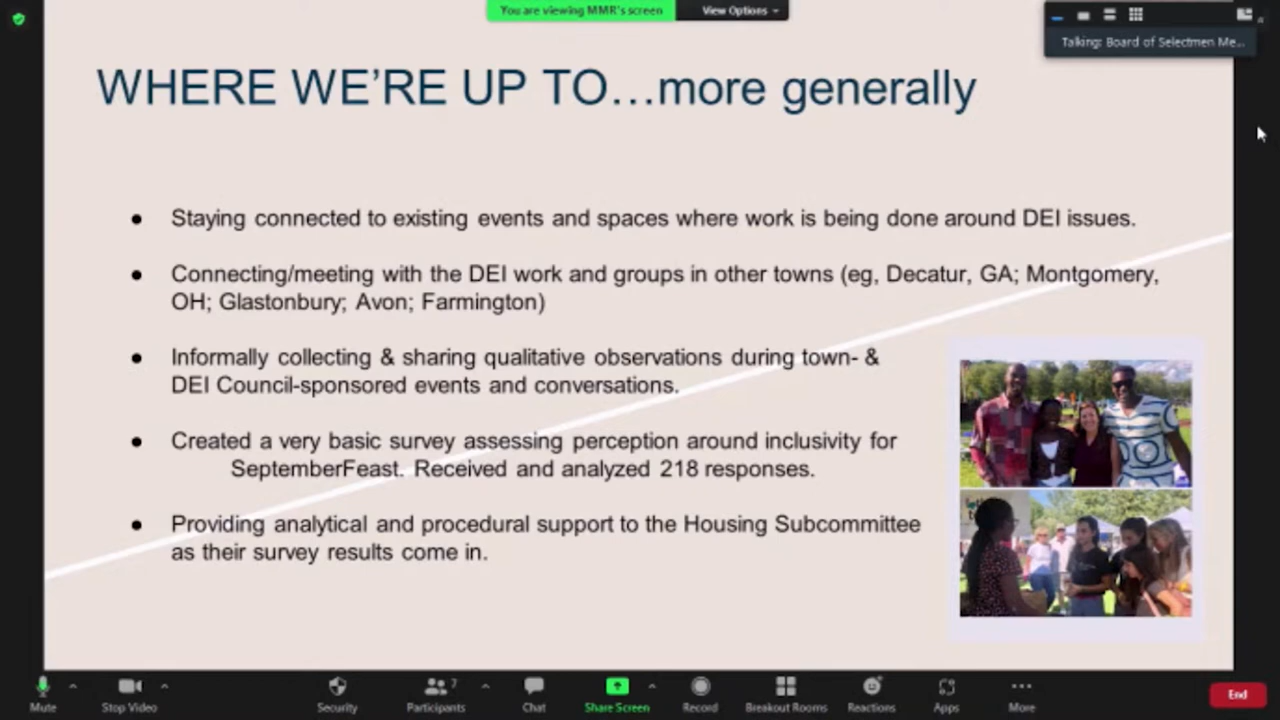 You are viewing MMR's screen
View Options
Talking: Board of Selectmen Me...
WHERE WE'RE UP TO...more generally
● Staying connected to existing events and spaces where work is being done around DEI issues.
● Connecting/meeting with the DEI work and groups in other towns (eg, Decatur, GA; Montgomery,
OH; Glastonbury; Avon; Farmington)
● Informally collecting & sharing qualitative observations during town- &
DEI Council-sponsored events and conversations.
● Created a very basic survey assessing perception around inclusivity for
SeptemberFeast. Received and analyzed 218 responses.
● Providing analytical and procedural support to the Housing Subcommittee
as their survey results come in.
Mute
Stop Video
Security
7
Participants
Chat
Share Screen
Record
Breakout Rooms
Reactions
Apps
More
End